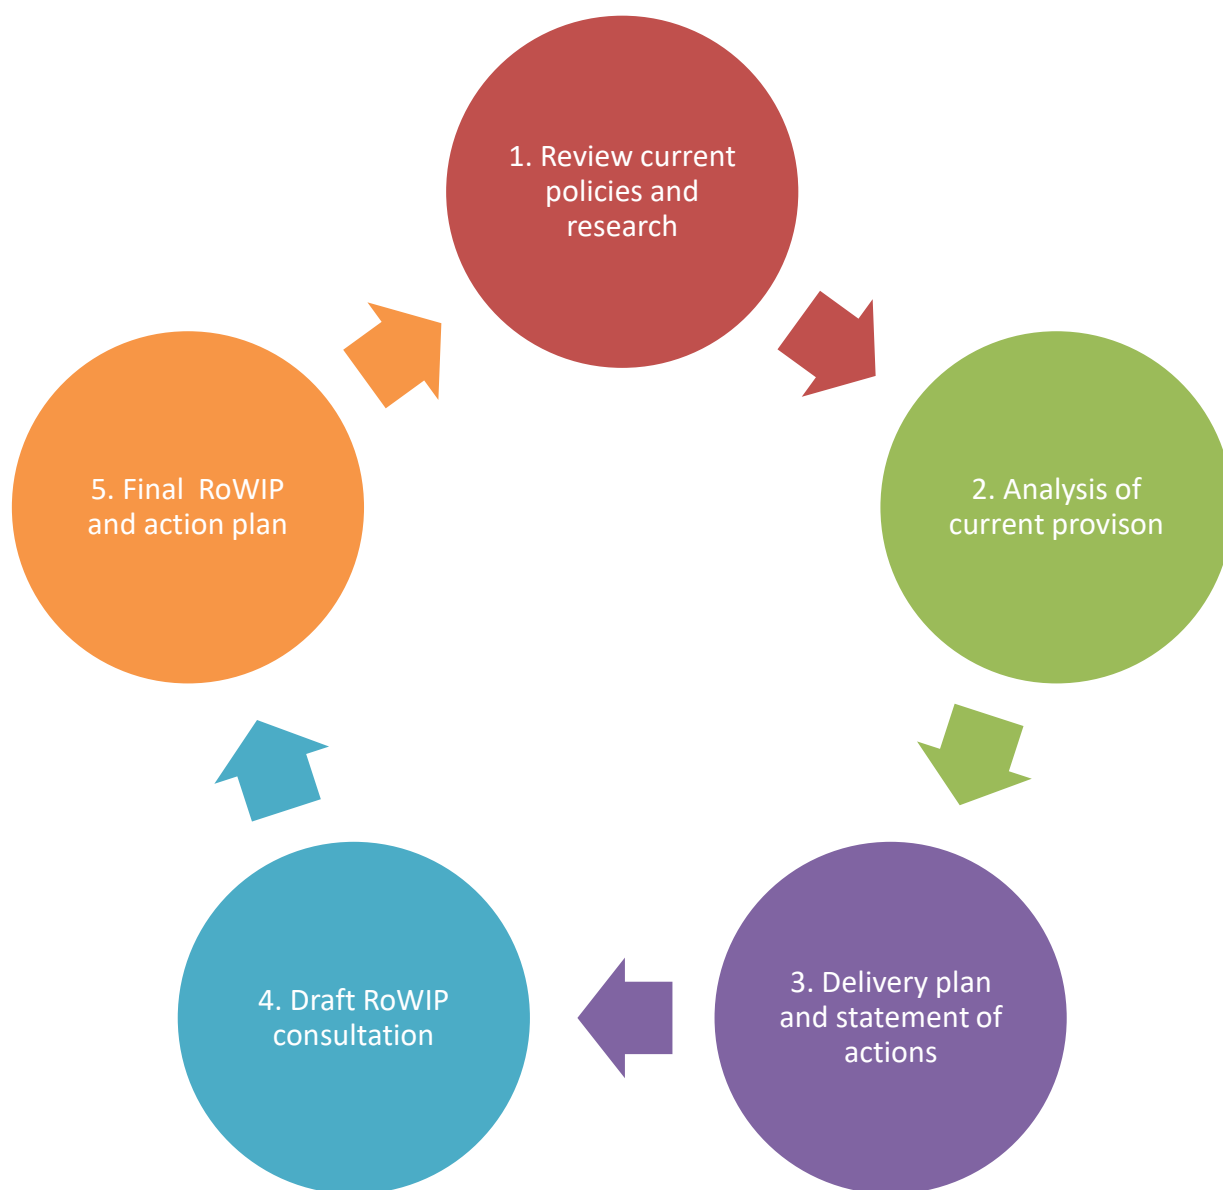 1. Review current
policies and
research
2. Analysis of
current provison
3. Delivery plan
and statement of
actions
4. Draft RoWIP
consultation
5. Final  RoWIP
and action plan